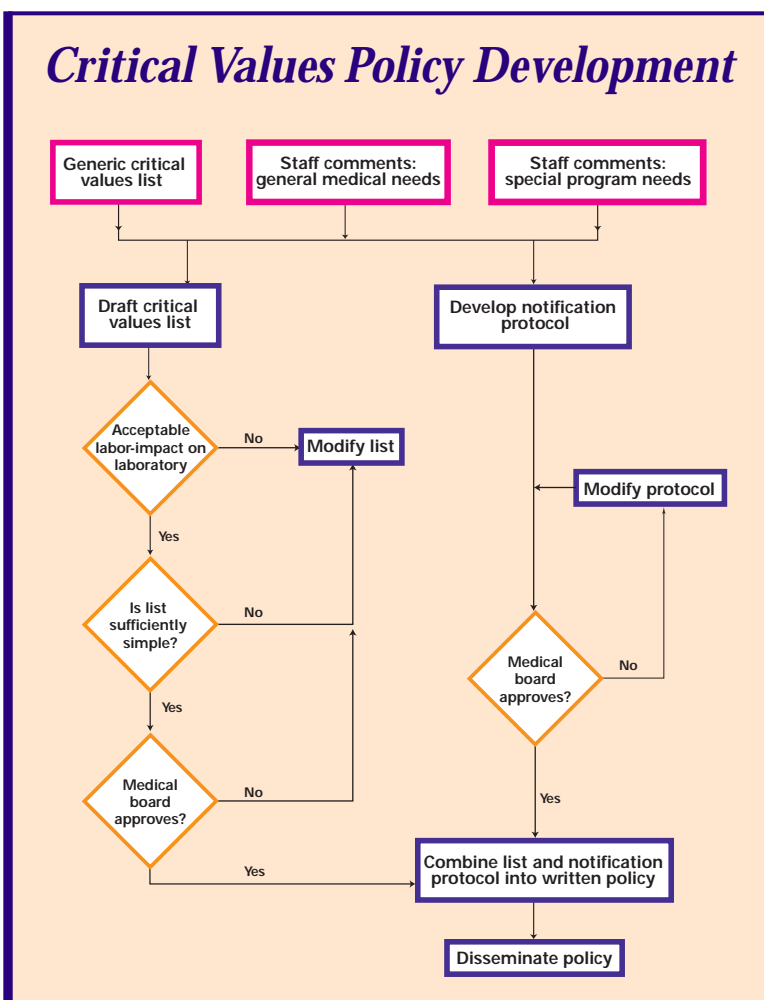 Critical Values Policy Development
Generic critical
values list
Staff comments:
general medical needs
Staff comments:
special program needs
Draft critical
values list
Develop notification
protocol
Acceptable
labor-impact on
laboratory
No
Modify list
Modify protocol
Yes
Is list
sufficiently
simple?
No
Medical
board
approves?
No
Yes
Medical
board
approves?
No
Yes
Yes
Combine list and notification
protocol into written policy
Disseminate policy